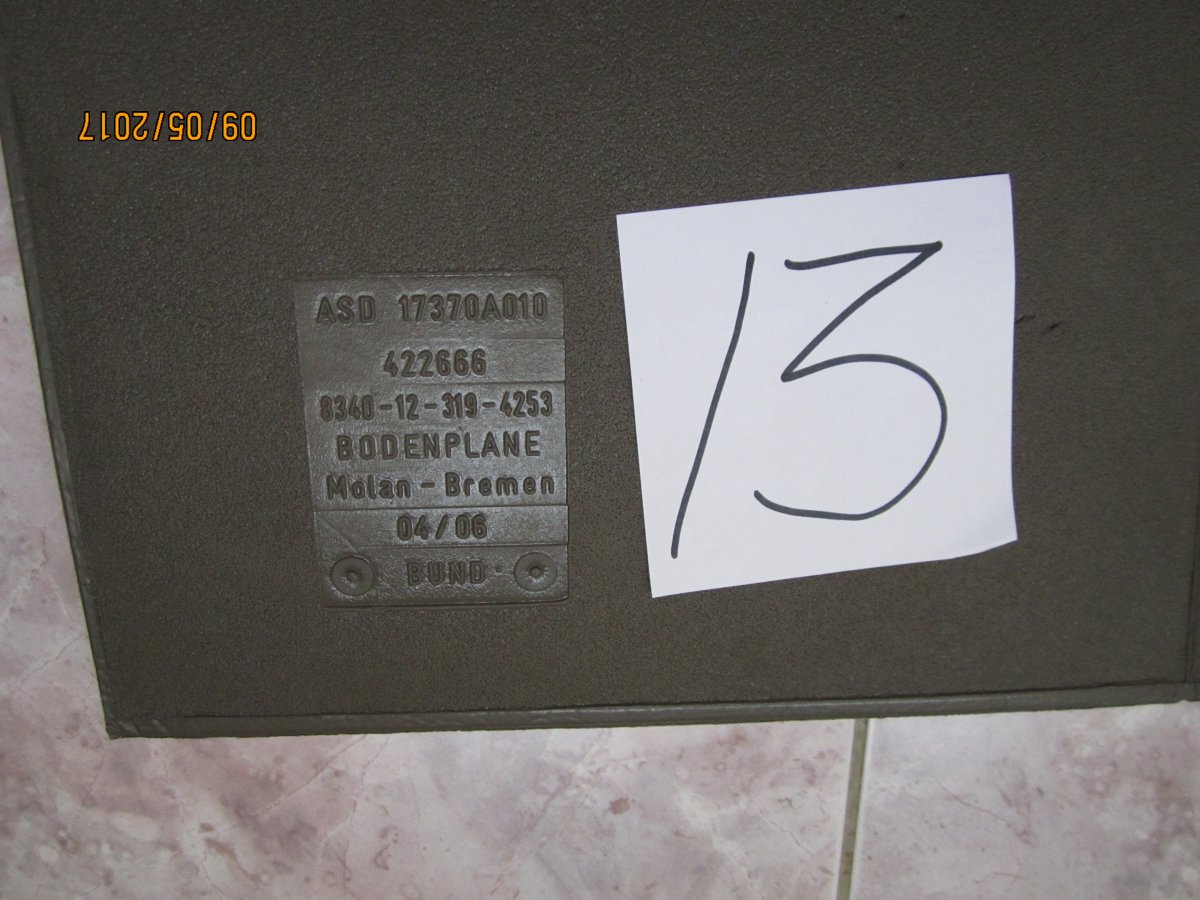 09/05/2017
ASD 17370A010
422666
8340-12-319-4253
BODENPLANE
Molan - Bremen
04/06
BUND
13